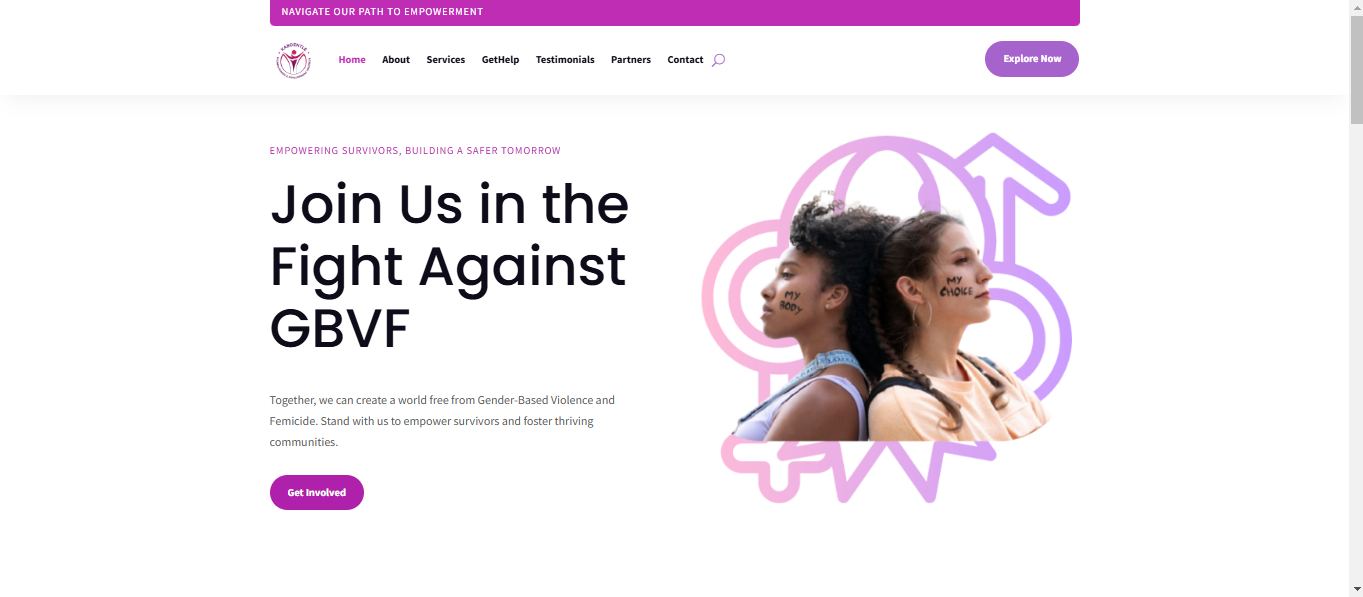 NAVIGATE OUR PATH TO EMPOWERMENT
Home About Services GetHelp Testimonials Partners Contact
Explore Now
EMPOWERING SURVIVORS, BUILDING A SAFER TOMORROW
Join Us in the
Fight Against
GBVF
Together, we can create a world free from Gender-Based Violence and
Femicide. Stand with us to empower survivors and foster thriving
communities.
Get Involved
MY
BODY
MY
CHOICE